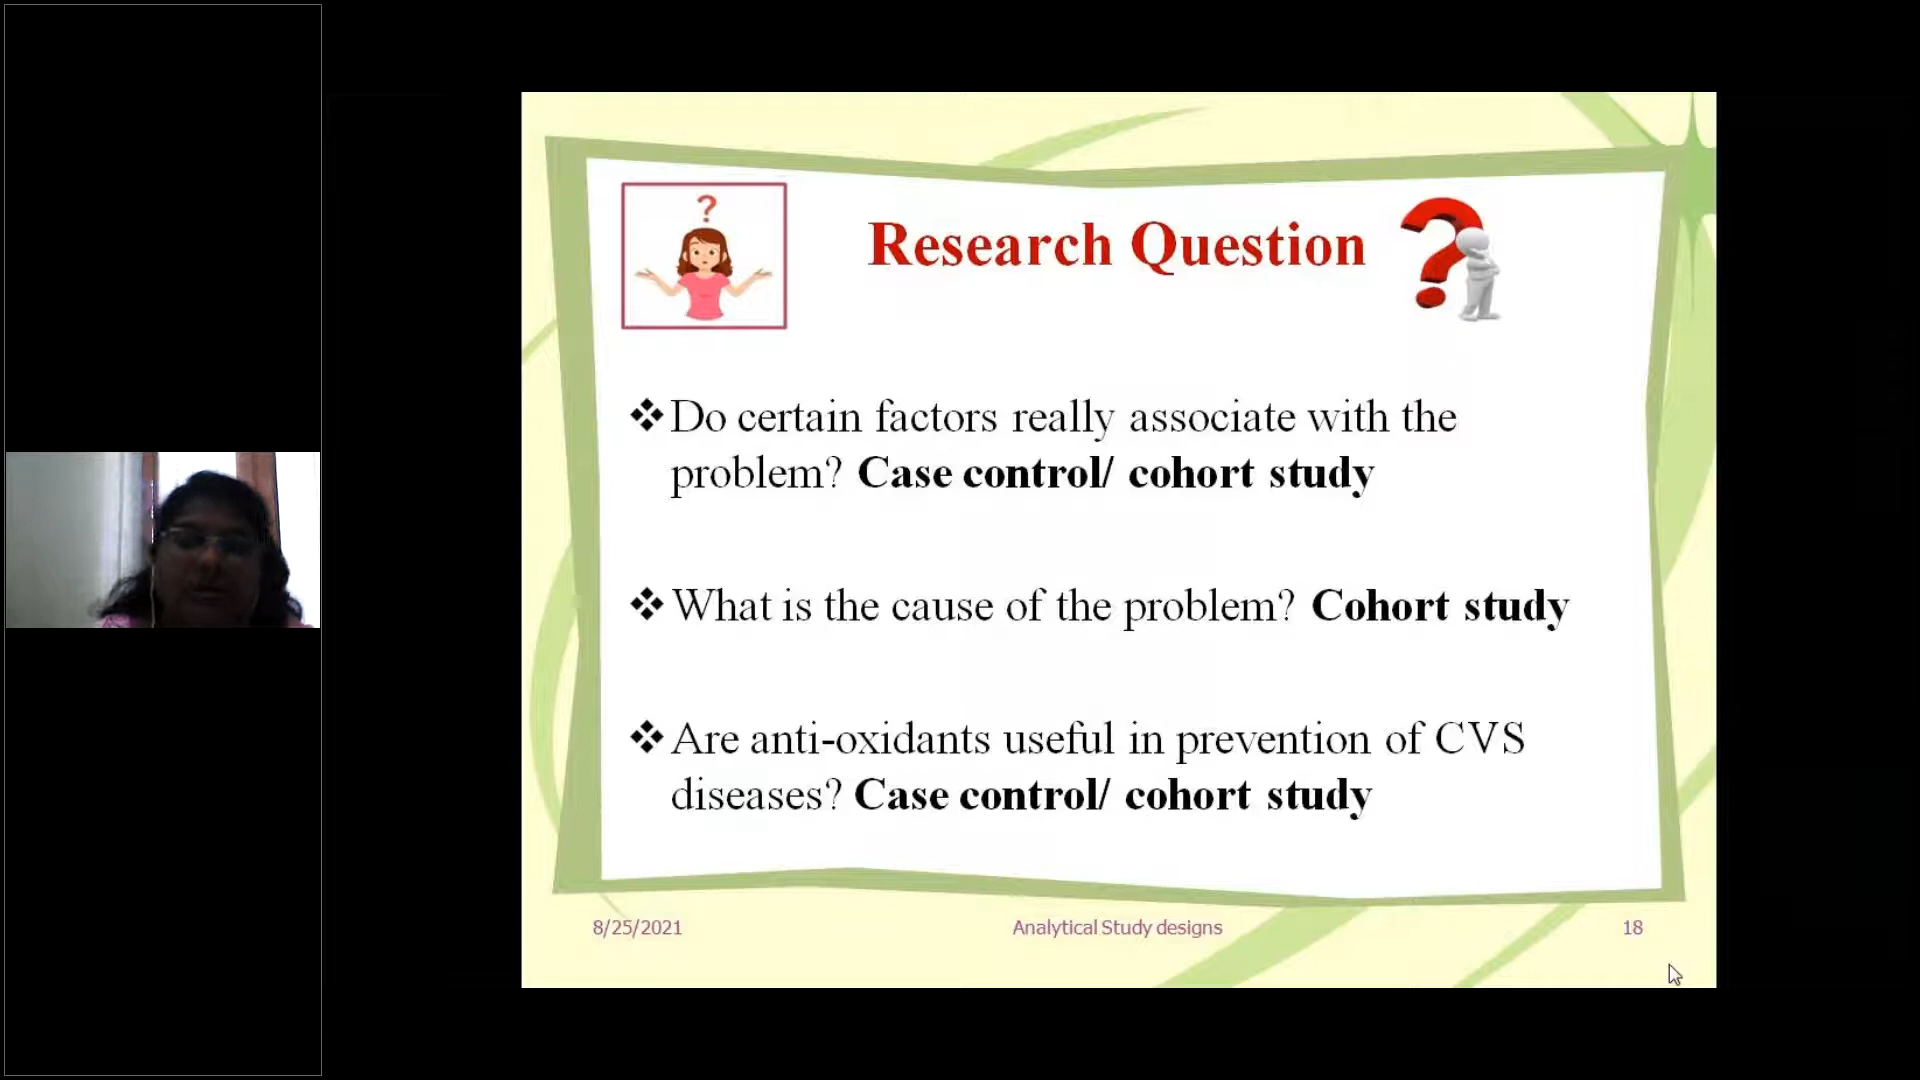 ?
Research Question
?
❖Do certain factors really associate with the
problem? Case control/ cohort study
❖What is the cause of the problem? Cohort study
❖Are anti-oxidants useful in prevention of CVS
diseases? Case control/ cohort study
8/25/2021
Analytical Study designs
18